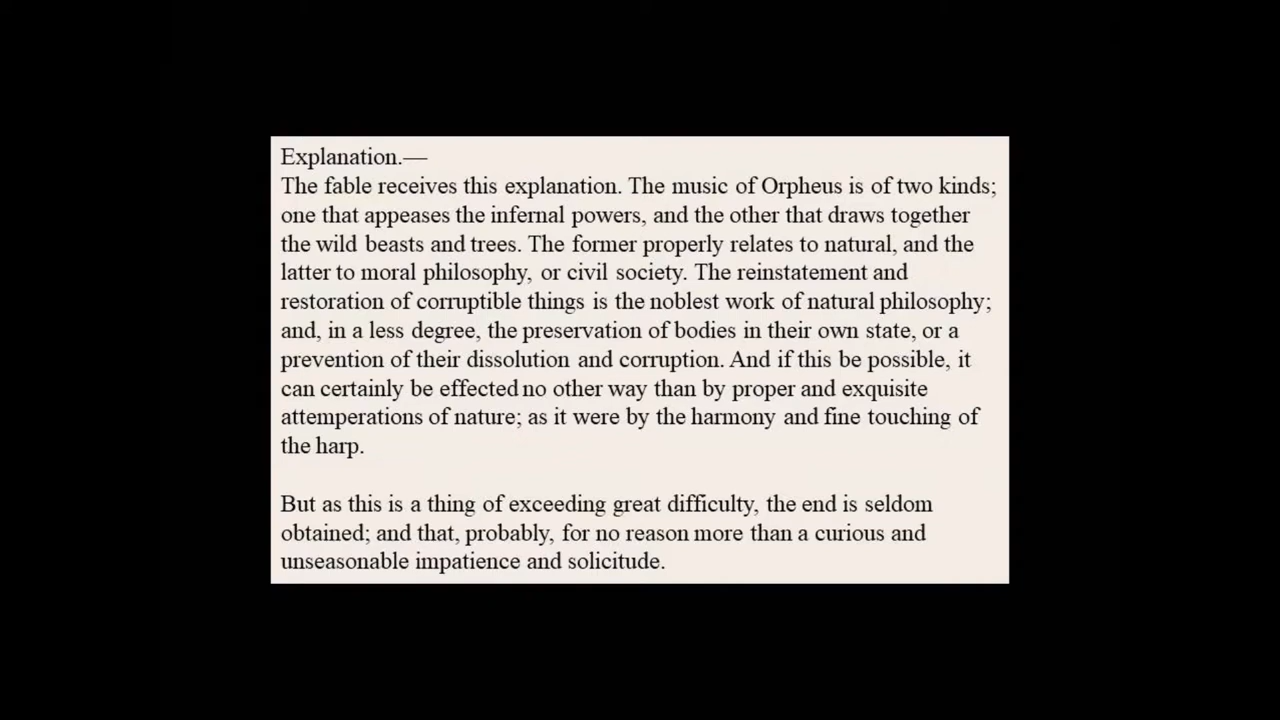 Explanation.—
The fable receives this explanation. The music of Orpheus is of two kinds;
one that appeases the infernal powers, and the other that draws together
the wild beasts and trees. The former properly relates to natural, and the
latter to moral philosophy, or civil society. The reinstatement and
restoration of corruptible things is the noblest work of natural philosophy;
and, in a less degree, the preservation of bodies in their own state, or a
prevention of their dissolution and corruption. And if this be possible, it
can certainly be effected no other way than by proper and exquisite
attemperations of nature; as it were by the harmony and fine touching of
the harp.
But as this is a thing of exceeding great difficulty, the end is seldom
obtained; and that, probably, for no reason more than a curious and
unseasonable impatience and solicitude.